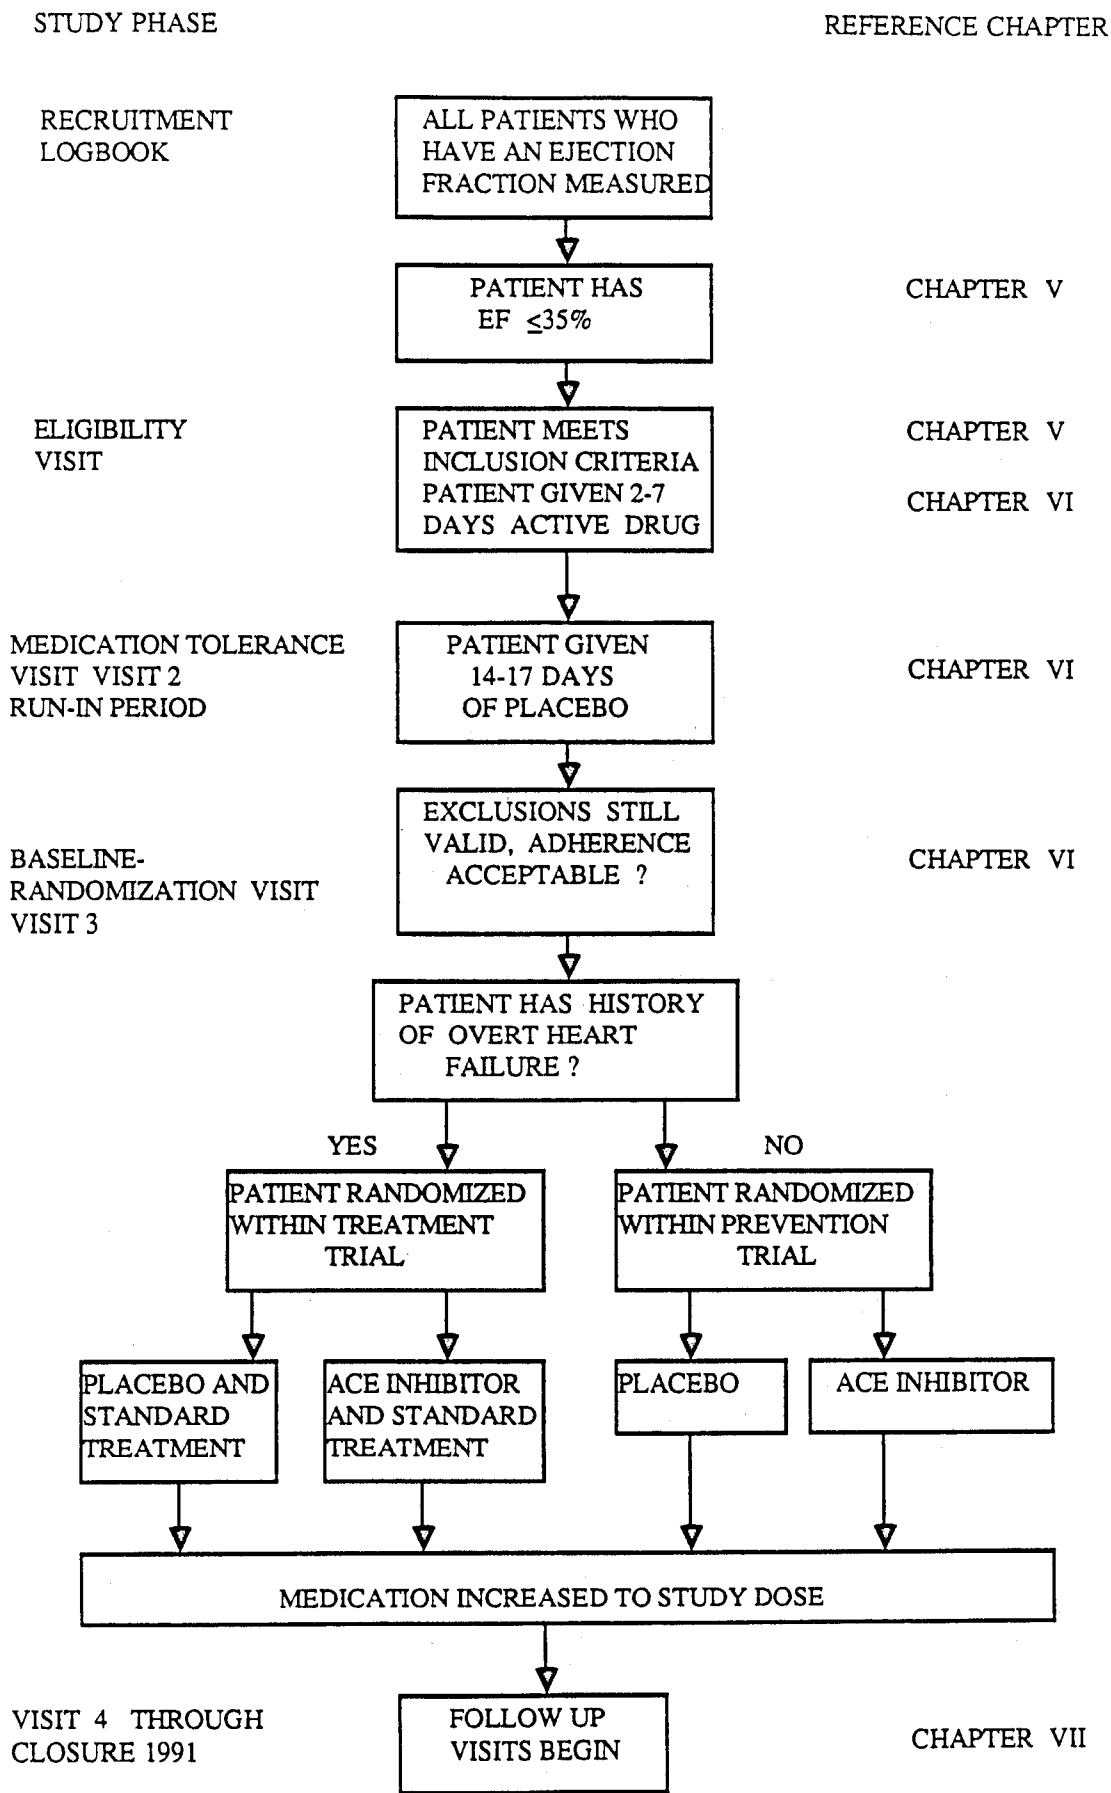 STUDY PHASE
REFERENCE CHAPTER
RECRUITMENT
LOGBOOK
ALL PATIENTS WHO
HAVE AN EJECTION
FRACTION MEASURED
PATIENT HAS
EF ≤35%
CHAPTER V
ELIGIBILITY
VISIT
PATIENT MEETS
INCLUSION CRITERIA
PATIENT GIVEN 2-7
DAYS ACTIVE DRUG
CHAPTER V
CHAPTER VI
MEDICATION TOLERANCE
VISIT VISIT 2
RUN-IN PERIOD
PATIENT GIVEN
14-17 DAYS
OF PLACEBO
CHAPTER VI
BASELINE-
RANDOMIZATION VISIT
VISIT 3
EXCLUSIONS STILL
VALID, ADHERENCE
ACCEPTABLE ?
CHAPTER VI
PATIENT HAS HISTORY
OF OVERT HEART
FAILURE ?
YES
NO
PATIENT RANDOMIZED
WITHIN TREATMENT
TRIAL
PATIENT RANDOMIZED
WITHIN PREVENTION
TRIAL
PLACEBO AND
STANDARD
TREATMENT
ACE INHIBITOR
AND STANDARD
TREATMENT
PLACEBO
ACE INHIBITOR
MEDICATION INCREASED TO STUDY DOSE
VISIT 4 THROUGH
CLOSURE 1991
FOLLOW UP
VISITS BEGIN
CHAPTER VII